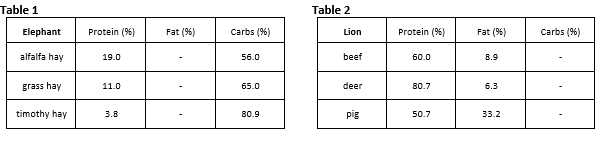 Table 1
Elephant Protein (%) Fat (%) Carbs (%)
alfalfa hay 19.0 - 56.0
grass hay 11.0 - 65.0
timothy hay 3.8 - 80.9
Table 2
Lion Protein (%) Fat (%) Carbs (%)
beef 60.0 8.9 -
deer 80.7 6.3 -
pig 50.7 33.2 -